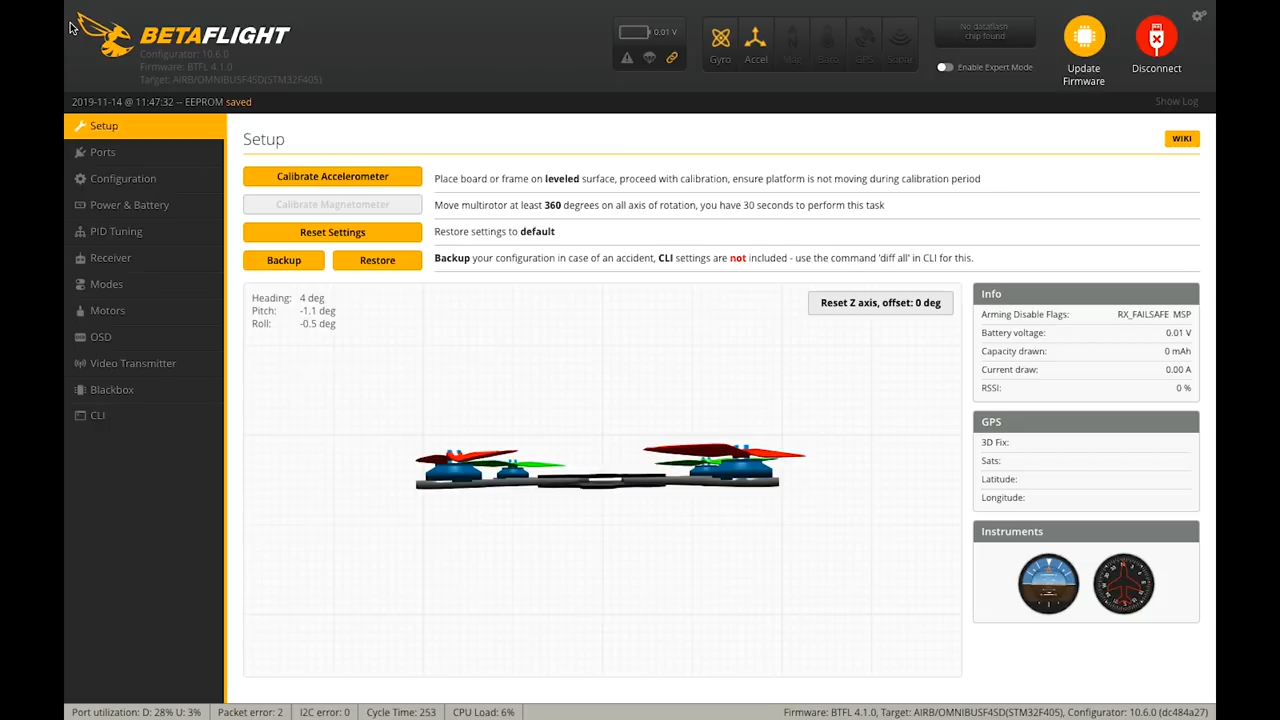 BETAFLIGHT
Configurator: 10.6.0
Firmware: BTFL 4.1.0
Target: AIRB/OMNIBUSF4SD(STM32F405)
0.01 V
Gyro
Accel
Mag
Baro
GPS
Sonar
No dataflash
chip found
Enable Expert Mode
Update
Firmware
Disconnect
2019-11-14 @ 11:47:32 -- EEPROM saved
Show Log
Setup
Ports
Configuration
Power & Battery
PID Tuning
Receiver
Modes
Motors
OSD
Video Transmitter
Blackbox
CLI
Setup
WIKI
Calibrate Accelerometer
Place board or frame on leveled surface, proceed with calibration, ensure platform is not moving during calibration period
Calibrate Magnetometer
Move multirotor at least 360 degrees on all axis of rotation, you have 30 seconds to perform this task
Reset Settings
Restore settings to default
Backup
Restore
Backup your configuration in case of an accident, CLI settings are not included - use the command 'diff all' in CLI for this.
Heading: 4 deg
Pitch: -1.1 deg
Roll: -0.5 deg
Reset Z axis, offset: 0 deg
Info
Arming Disable Flags: RX_FAILSAFE MSP
Battery voltage: 0.01 V
Capacity drawn: 0 mAh
Current draw: 0.00 A
RSSI: 0 %
GPS
3D Fix:
Sats:
Latitude:
Longitude:
Instruments
Port utilization: D: 28% U: 3%
Packet error: 2
I2C error: 0
Cycle Time: 253
CPU Load: 6%
Firmware: BTFL 4.1.0, Target: AIRB/OMNIBUSF4SD(STM32F405), Configurator: 10.6.0 (dc484a27)